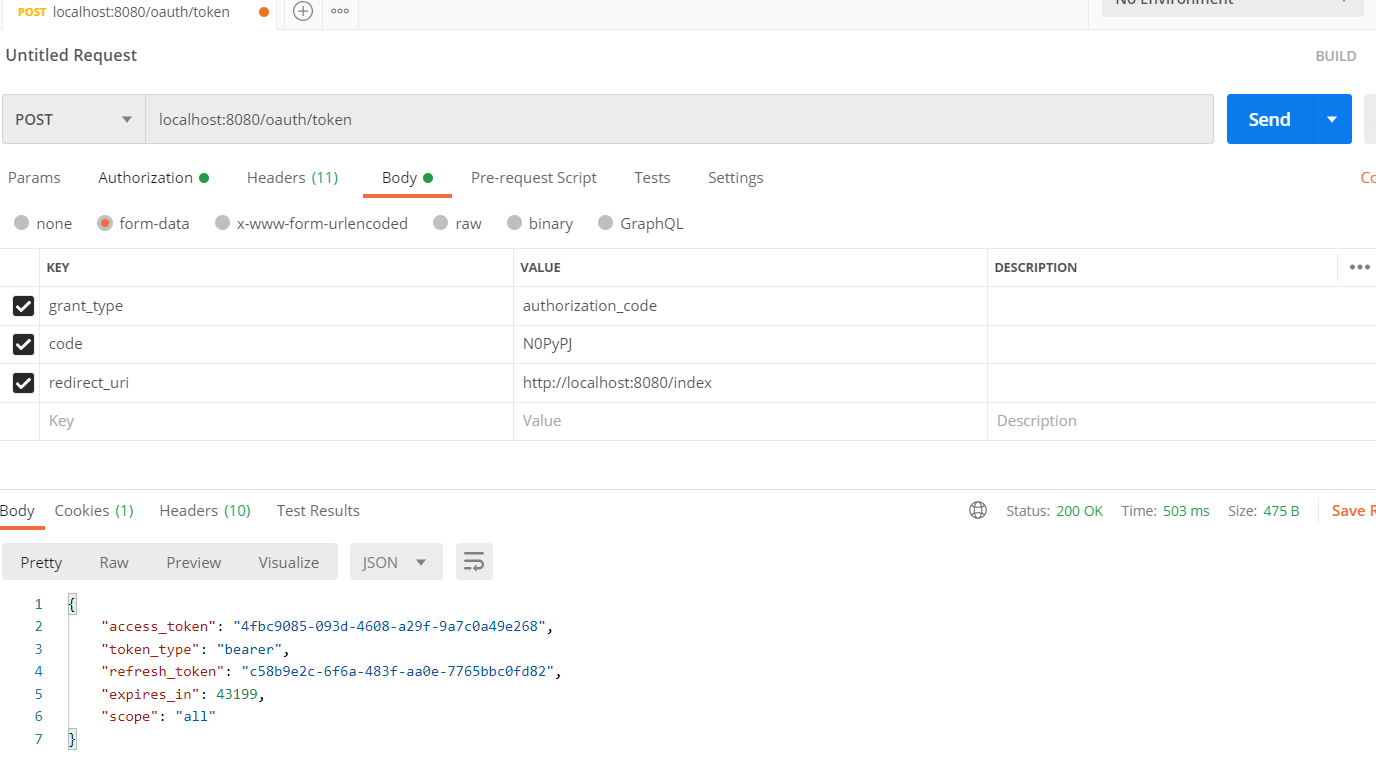 POST localhost:8080/oauth/token
No Environment
Untitled Request
BUILD
POST localhost:8080/oauth/token Send
Params Authorization Headers (11) Body Pre-request Script Tests Settings Co
none form-data x-www-form-urlencoded raw binary GraphQL
KEY VALUE DESCRIPTION
grant_type authorization_code
code N0PyPJ
redirect_uri http://localhost:8080/index
Key Value Description
Body Cookies (1) Headers (10) Test Results Status: 200 OK Time: 503 ms Size: 475 B Save R
Pretty Raw Preview Visualize JSON
1 {
2 "access_token": "4fbc9085-093d-4608-a29f-9a7c0a49e268",
3 "token_type": "bearer",
4 "refresh_token": "c58b9e2c-6f6a-483f-aa0e-7765bbc0fd82",
5 "expires_in": 43199,
6 "scope": "all"
7 }